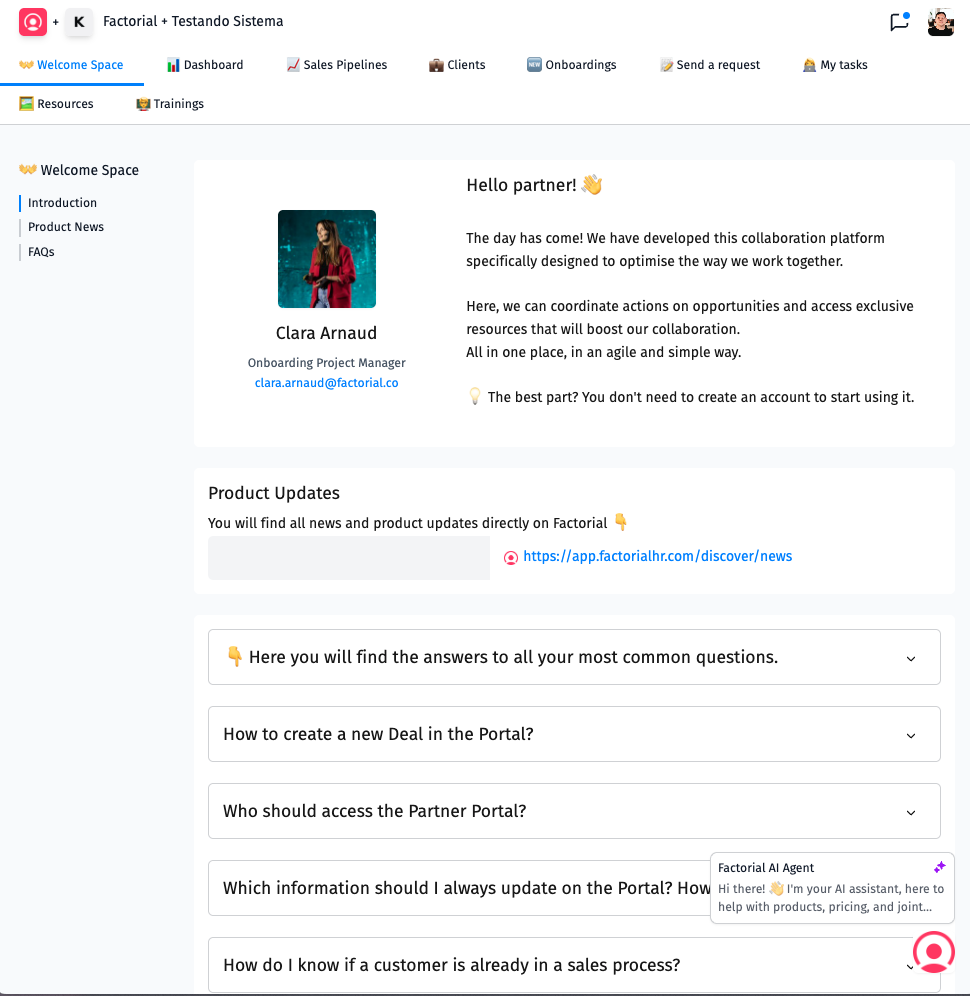 + K Factorial + Testando Sistema
Welcome Space Dashboard Sales Pipelines Clients Onboardings Send a request My tasks
Resources Trainings
Welcome Space
Introduction
Product News
FAQs
Clara Arnaud
Onboarding Project Manager
clara.arnaud@factorial.co
Hello partner! 👋
The day has come! We have developed this collaboration platform
specifically designed to optimise the way we work together.
Here, we can coordinate actions on opportunities and access exclusive
resources that will boost our collaboration.
All in one place, in an agile and simple way.
💡 The best part? You don't need to create an account to start using it.
Product Updates
You will find all news and product updates directly on Factorial 👇
https://app.factorialhr.com/discover/news
👇 Here you will find the answers to all your most common questions.
How to create a new Deal in the Portal?
Who should access the Partner Portal?
Which information should I always update on the Portal? How
How do I know if a customer is already in a sales process?
Factorial AI Agent
Hi there! 👋 I'm your AI assistant, here to
help with products, pricing, and joint...